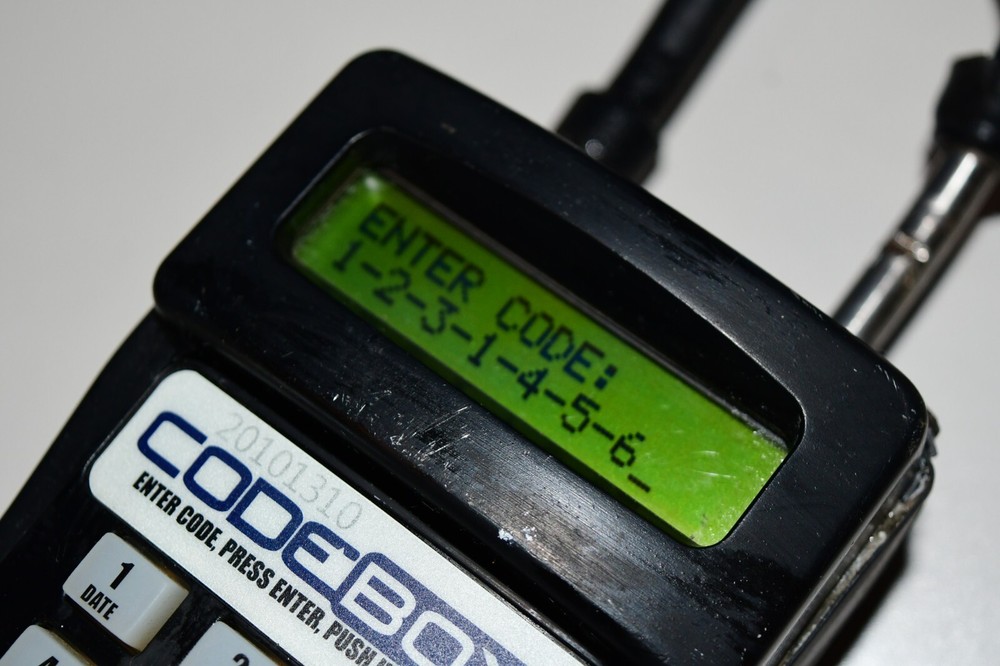 ENTER CODE:
1-2-3-1-4-5-6_
20101310
CODEBOX
ENTER CODE, PRESS ENTER, PUSH
1
DATE